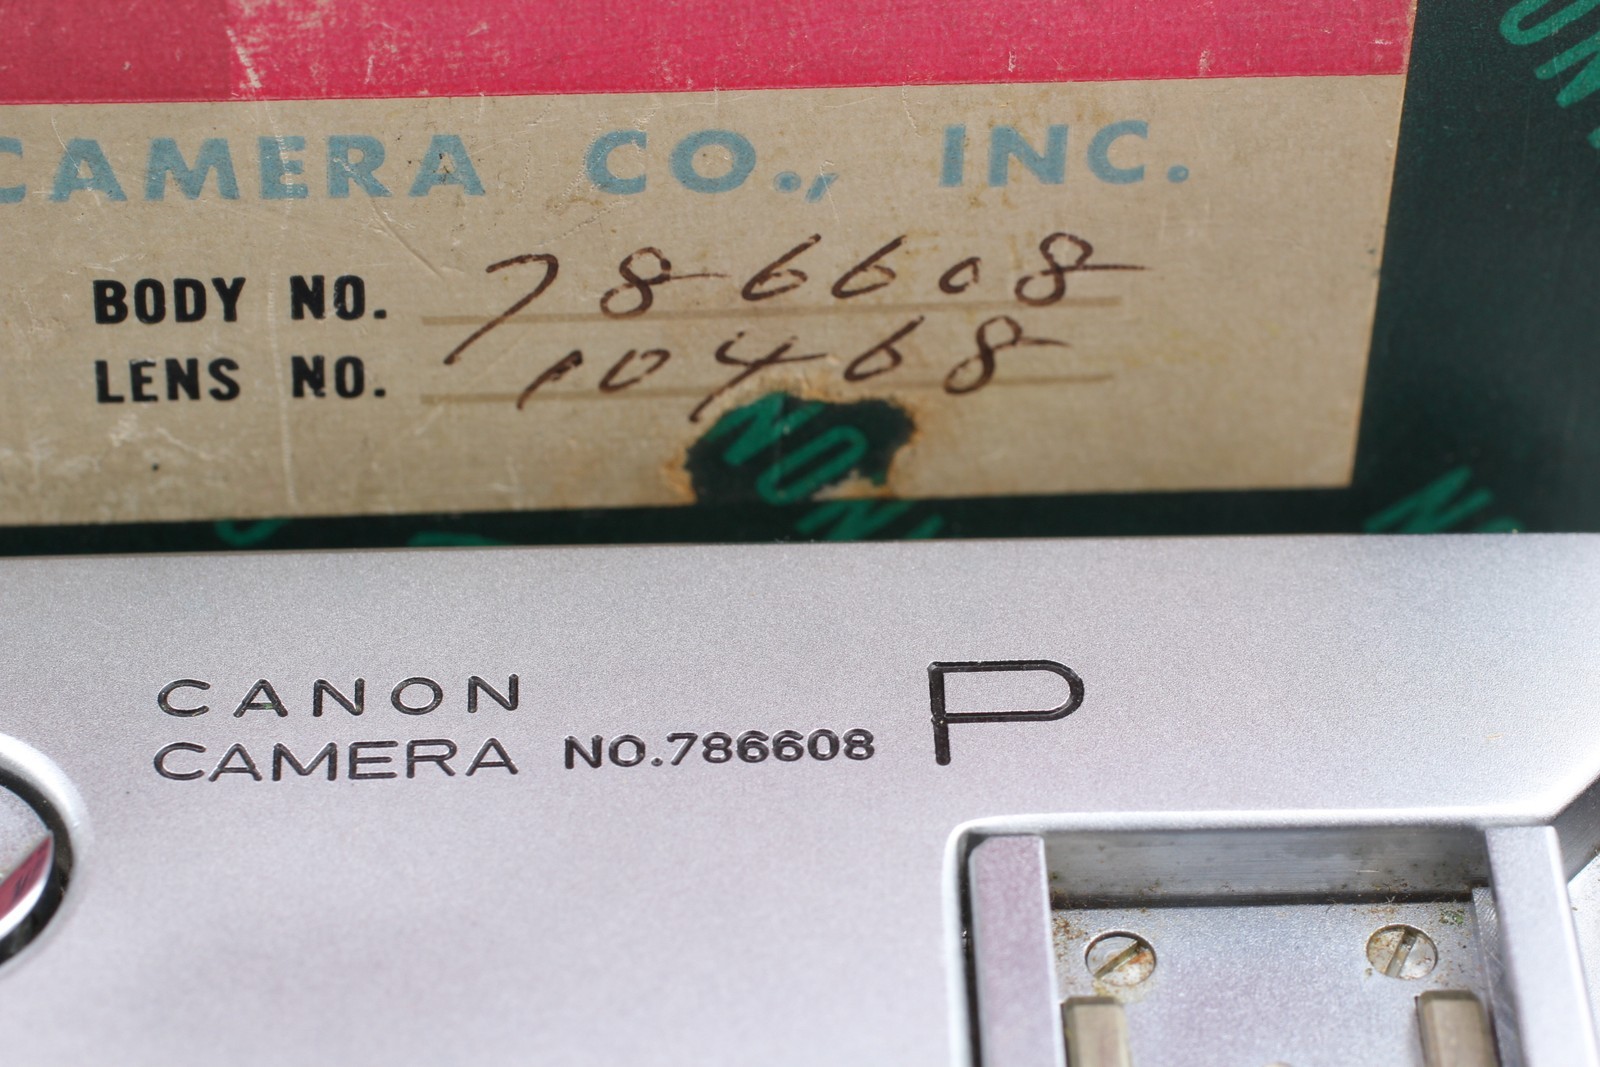 CAMERA CO., INC.
BODY NO. 786608
LENS NO. 10468
CANON
CAMERA NO.786608 P